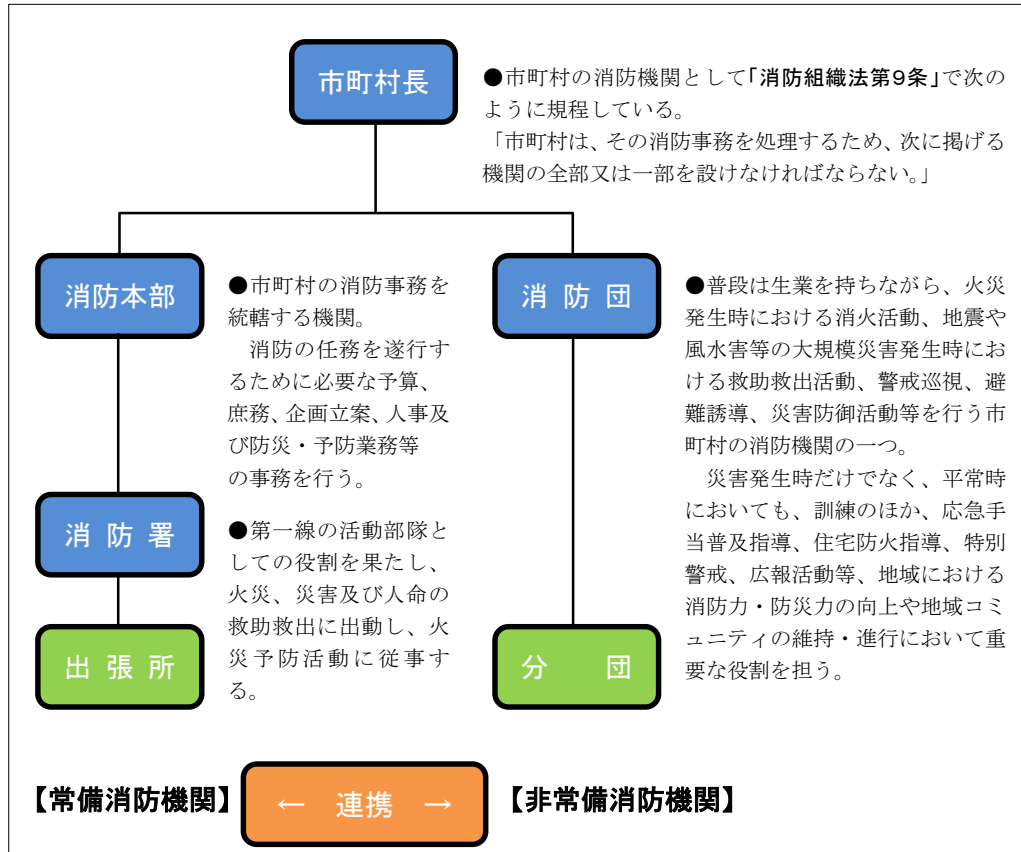 市町村長
●市町村の消防機関として「消防組織法第9条」で次の
ように規程している。
「市町村は、その消防事務を処理するため、次に掲げる
機関の全部又は一部を設けなければならない。」
消防本部
●市町村の消防事務を
統轄する機関。
消防の任務を遂行す
るために必要な予算、
庶務、企画立案、人事及
び防災・予防業務等
の事務を行う。
消防署
●第一線の活動部隊と
しての役割を果たし、
火災、災害及び人命の
救助救出に出動し、火
災予防活動に従事す
る。
出張所
消防団
●普段は生業を持ちながら、火災
発生時における消火活動、地震や
風水害等の大規模災害発生時にお
ける救助救出活動、警戒巡視、避
難誘導、災害防御活動等を行う市
町村の消防機関の一つ。
災害発生時だけでなく、平常時
においても、訓練のほか、応急手
当普及指導、住宅防火指導、特別
警戒、広報活動等、地域における
消防力・防災力の向上や地域コミ
ュニティの維持・進行において重
要な役割を担う。
分団
【常備消防機関】
← 連携 →
【非常備消防機関】